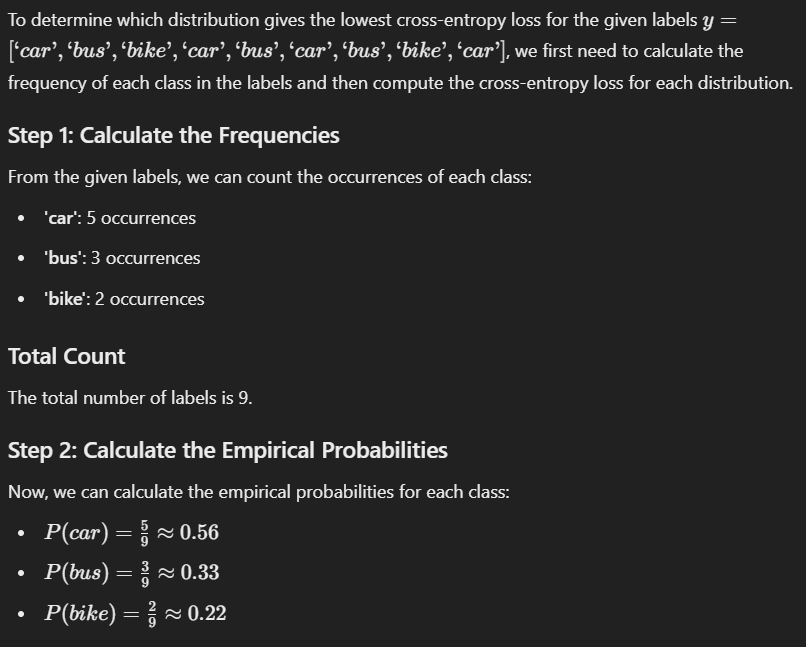 To determine which distribution gives the lowest cross-entropy loss for the given labels y =
[‘car’, ‘bus’, ‘bike’, ‘car’, ‘bus’, ‘car’, ‘bus’, ‘bike’, ‘car’], we first need to calculate the
frequency of each class in the labels and then compute the cross-entropy loss for each distribution.
Step 1: Calculate the Frequencies
From the given labels, we can count the occurrences of each class:
• 'car': 5 occurrences
• 'bus': 3 occurrences
• 'bike': 2 occurrences
Total Count
The total number of labels is 9.
Step 2: Calculate the Empirical Probabilities
Now, we can calculate the empirical probabilities for each class:
• P(car) = 5/9 ≈ 0.56
• P(bus) = 3/9 ≈ 0.33
• P(bike) = 2/9 ≈ 0.22